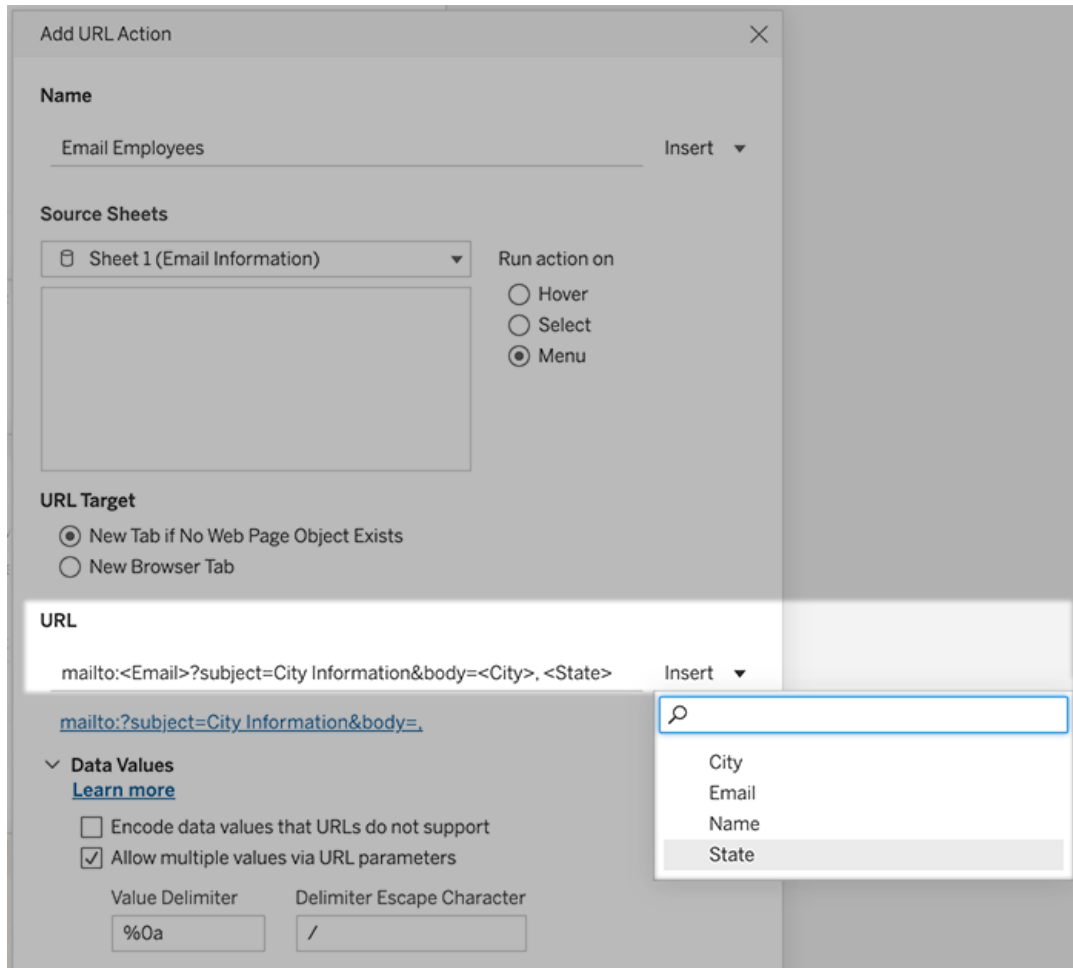 Add URL Action
Name
Email Employees
Insert
Source Sheets
Sheet 1 (Email Information)
Run action on
Hover
Select
Menu
URL Target
New Tab if No Web Page Object Exists
New Browser Tab
URL
mailto:<Email>?subject=City Information&body=<City>, <State>
Insert
mailto:?subject=City Information&body=,
City
Data Values
Learn more
Email
Encode data values that URLs do not support
Name
Allow multiple values via URL parameters
State
Value Delimiter
Delimiter Escape Character
%0a
/